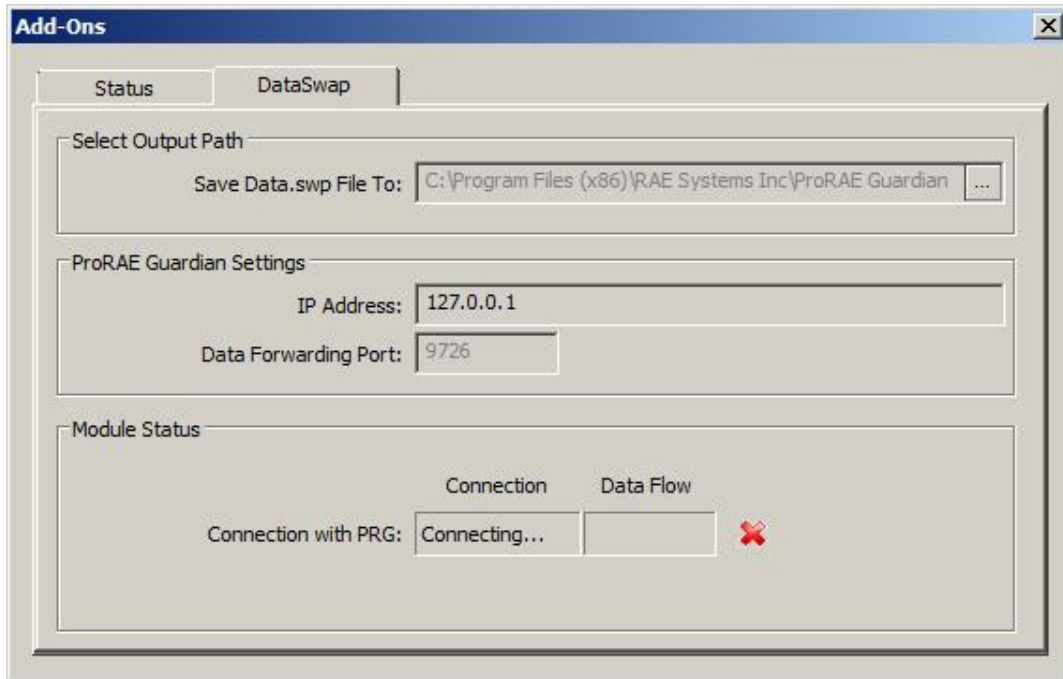 Add-Ons
Status DataSwap
Select Output Path
Save Data.swp File To: C:\Program Files (x86)\RAE Systems Inc\ProRAE Guardian ...
ProRAE Guardian Settings
IP Address: 127.0.0.1
Data Forwarding Port: 9726
Module Status
Connection Data Flow
Connection with PRG: Connecting...